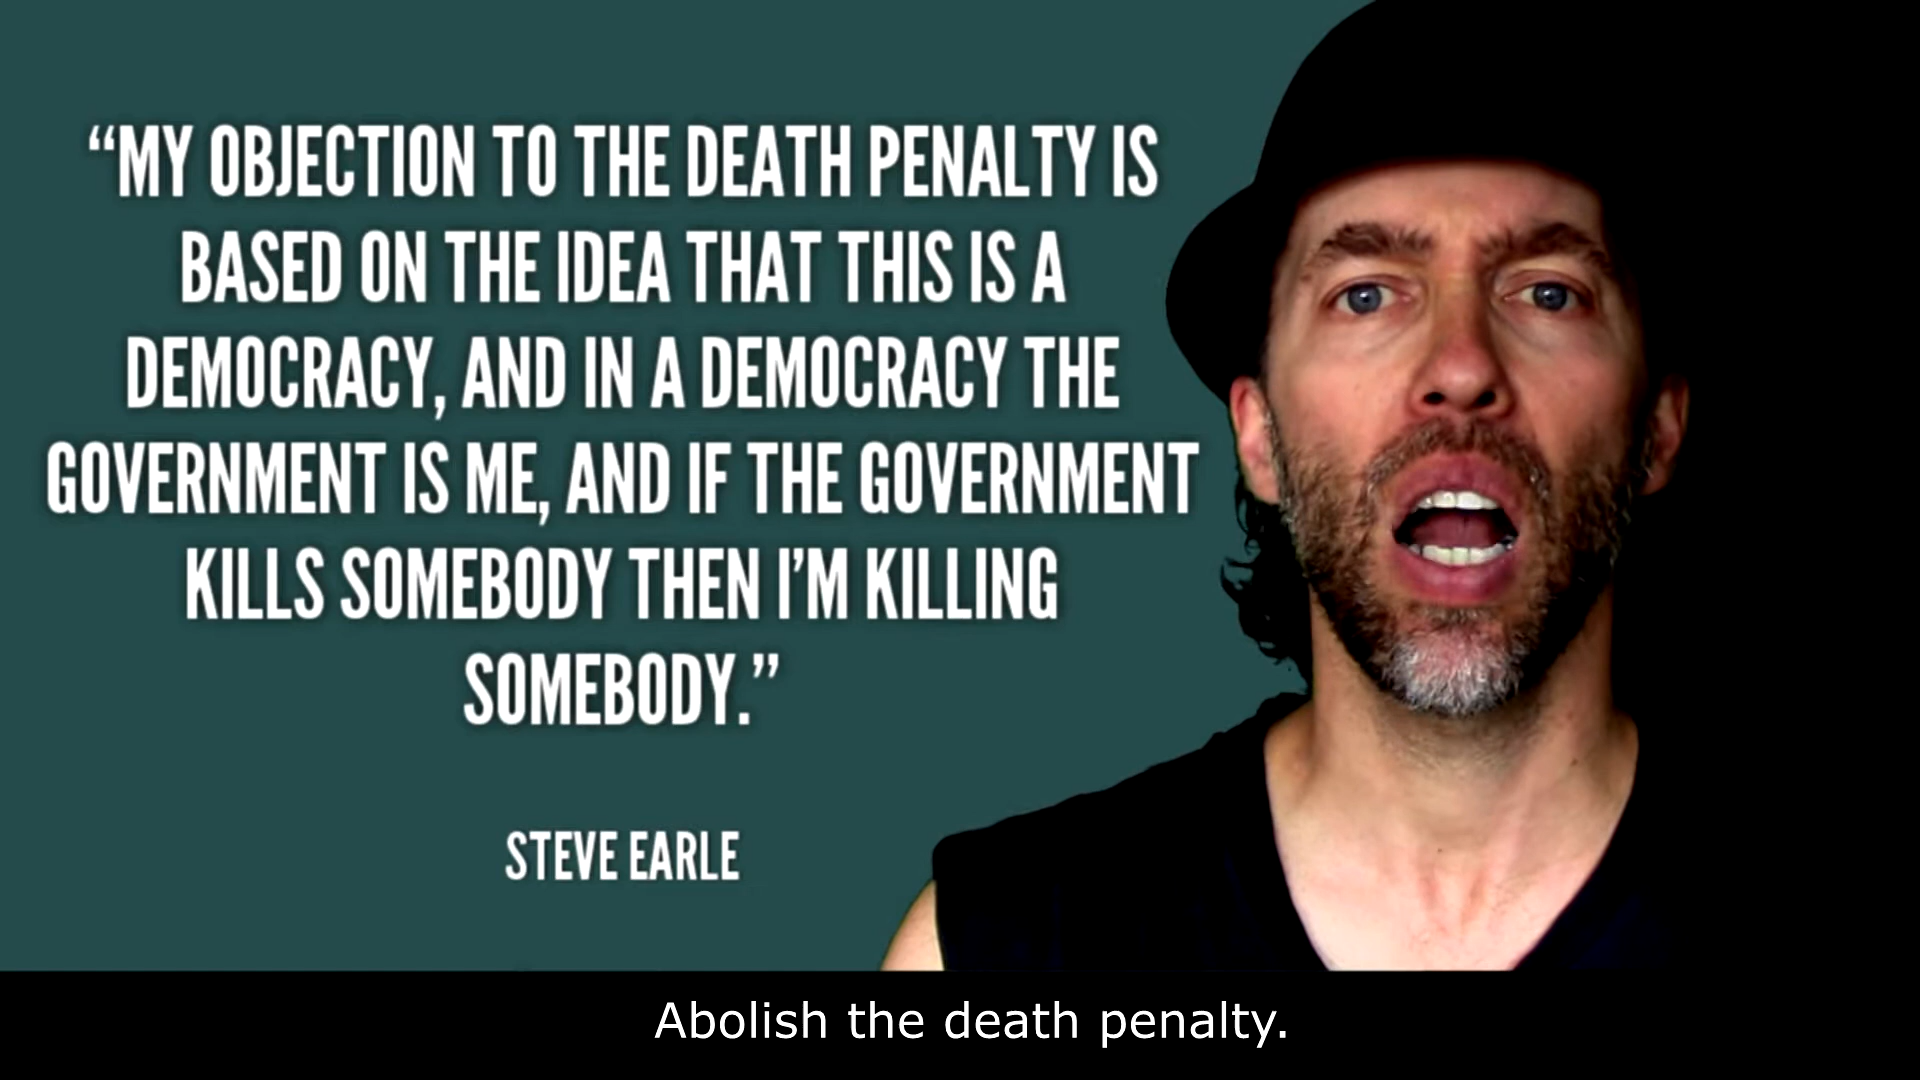 “MY OBJECTION TO THE DEATH PENALTY IS
BASED ON THE IDEA THAT THIS IS A
DEMOCRACY, AND IN A DEMOCRACY THE
GOVERNMENT IS ME, AND IF THE GOVERNMENT
KILLS SOMEBODY THEN I’M KILLING
SOMEBODY.”
STEVE EARLE
Abolish the death penalty.